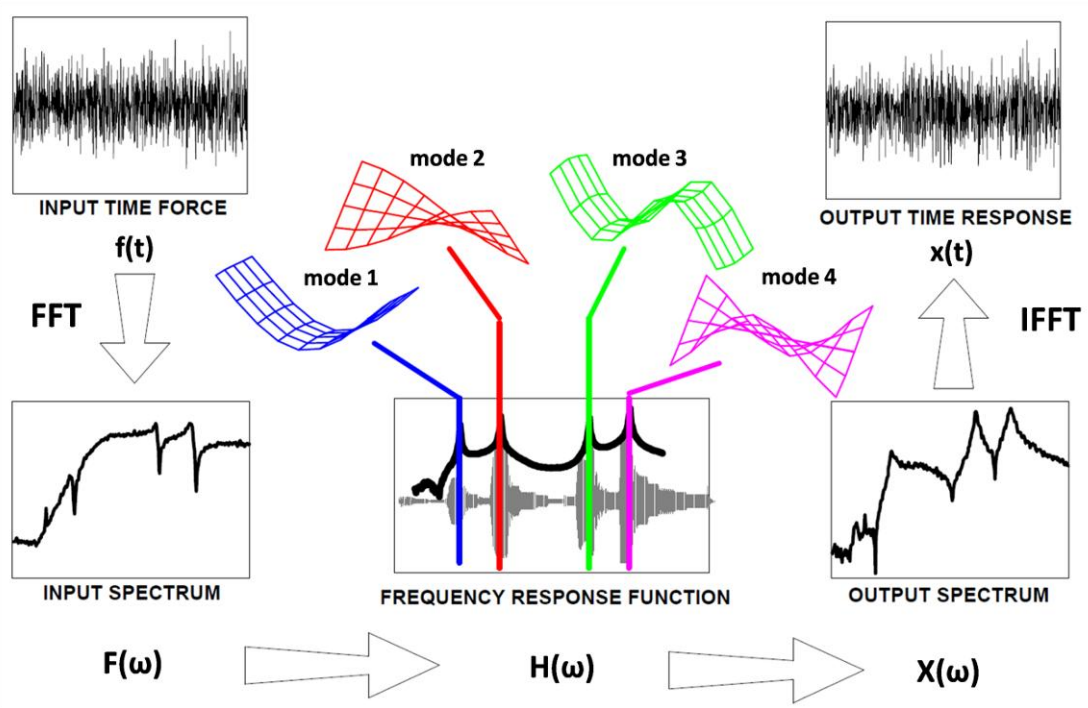 INPUT TIME FORCE
f(t)
FFT
mode 1
mode 2
mode 3
mode 4
OUTPUT TIME RESPONSE
x(t)
IFFT
INPUT SPECTRUM
FREQUENCY RESPONSE FUNCTION
OUTPUT SPECTRUM
F(ω)
H(ω)
X(ω)